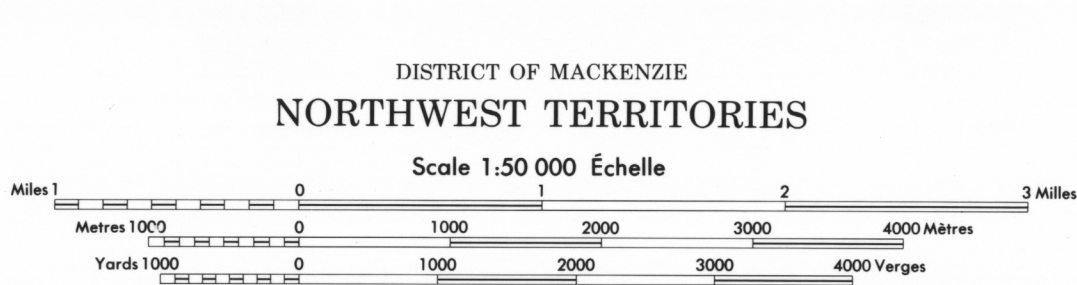 DISTRICT OF MACKENZIE
NORTHWEST TERRITORIES
Scale 1:50 000 Échelle
Miles 1 0 1 2 3 Milles
Metres 1000 0 1000 2000 3000 4000 Mètres
Yards 1000 0 1000 2000 3000 4000 Verges